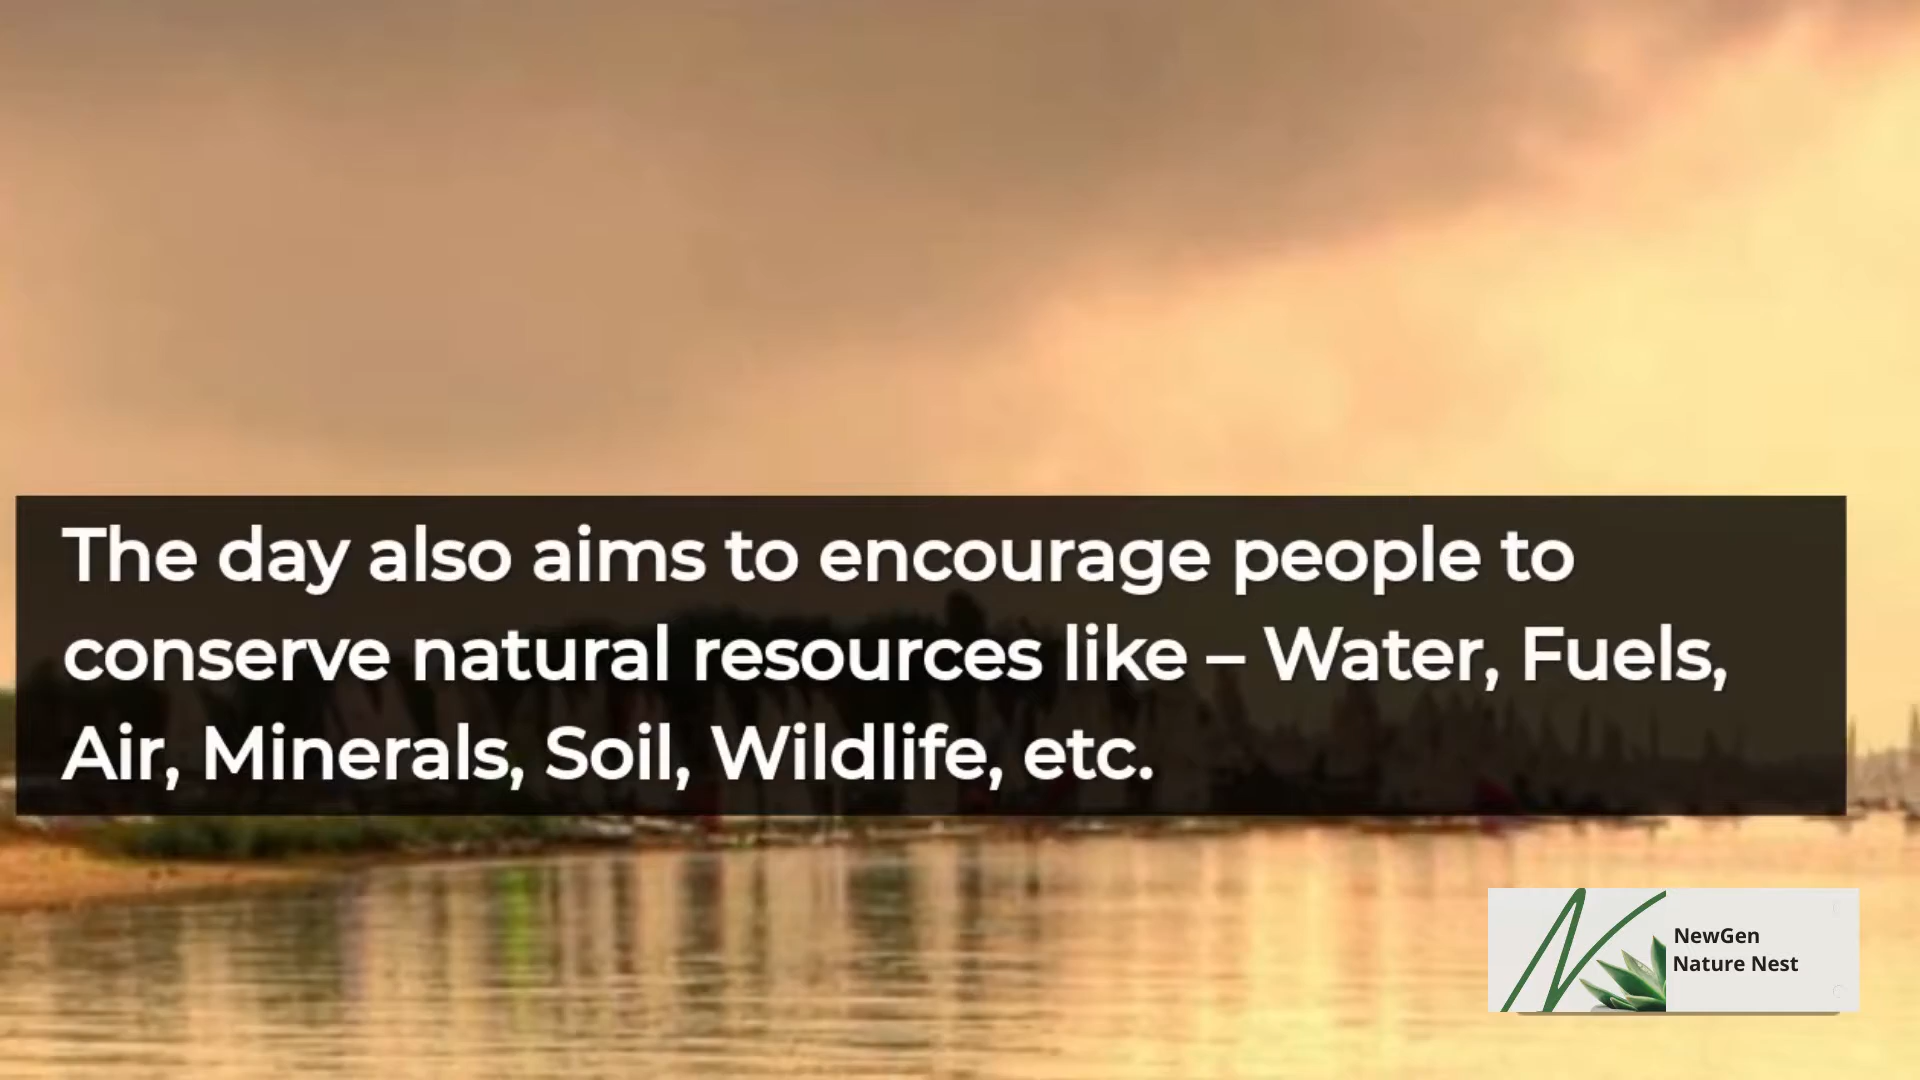 The day also aims to encourage people to
conserve natural resources like – Water, Fuels,
Air, Minerals, Soil, Wildlife, etc.
NewGen
Nature Nest